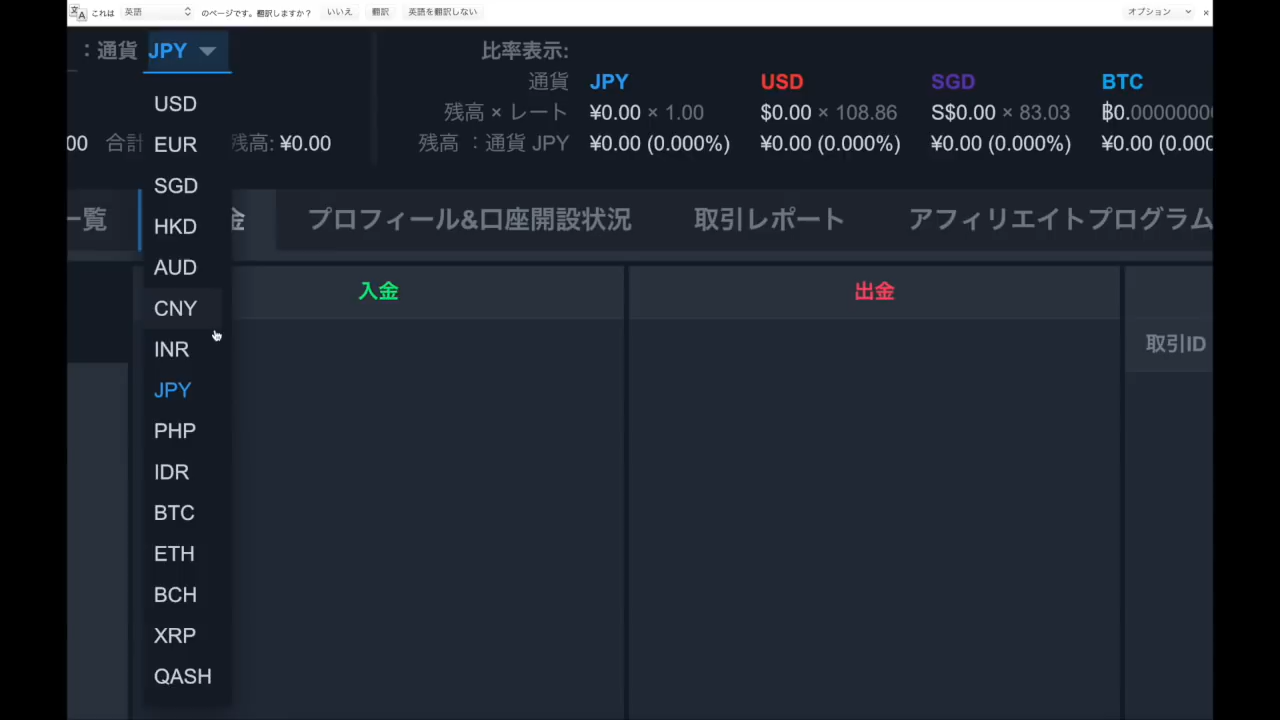 これは 英語 のページです。翻訳しますか？ いいえ 翻訳 英語を翻訳しない オプション ×
：通貨 JPY
比率表示:
通貨 JPY USD SGD BTC
残高 × レート ¥0.00 × 1.00 $0.00 × 108.86 S$0.00 × 83.03 ฿0.0000000
00 合計 残高: ¥0.00 残高 ：通貨 JPY ¥0.00 (0.000%) ¥0.00 (0.000%) ¥0.00 (0.000%) ¥0.00 (0.000
一覧 金 プロフィール&口座開設状況 取引レポート アフィリエイトプログラム
入金 出金
取引ID
USD
EUR
SGD
HKD
AUD
CNY
INR
JPY
PHP
IDR
BTC
ETH
BCH
XRP
QASH